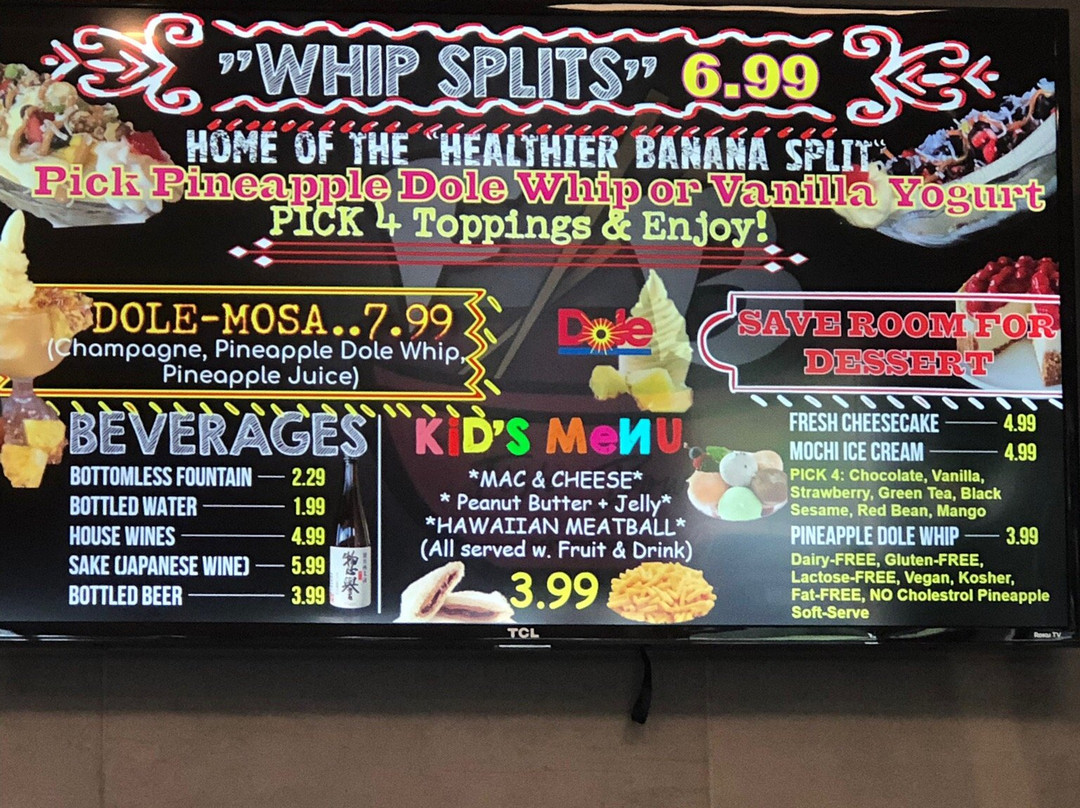 "WHIP SPLITS" 6.99
HOME OF THE "HEALTHIER BANANA SPLIT"
Pick Pineapple Dole Whip or Vanilla Yogurt
PICK 4 Toppings & Enjoy!
DOLE-MOSA..7.99
(Champagne, Pineapple Dole Whip,
Pineapple Juice)
Dole
SAVE ROOM FOR
DESSERT
BEVERAGES
BOTTOMLESS FOUNTAIN 2.29
BOTTLED WATER 1.99
HOUSE WINES 4.99
SAKE (JAPANESE WINE) 5.99
BOTTLED BEER 3.99
KiD'S MeNU
*MAC & CHEESE*
* Peanut Butter + Jelly*
*HAWAIIAN MEATBALL*
(All served w. Fruit & Drink)
3.99
FRESH CHEESECAKE 4.99
MOCHI ICE CREAM 4.99
PICK 4: Chocolate, Vanilla,
Strawberry, Green Tea, Black
Sesame, Red Bean, Mango
PINEAPPLE DOLE WHIP 3.99
Dairy-FREE, Gluten-FREE,
Lactose-FREE, Vegan, Kosher,
Fat-FREE, NO Cholestrol Pineapple
Soft-Serve
TCL
Roku TV